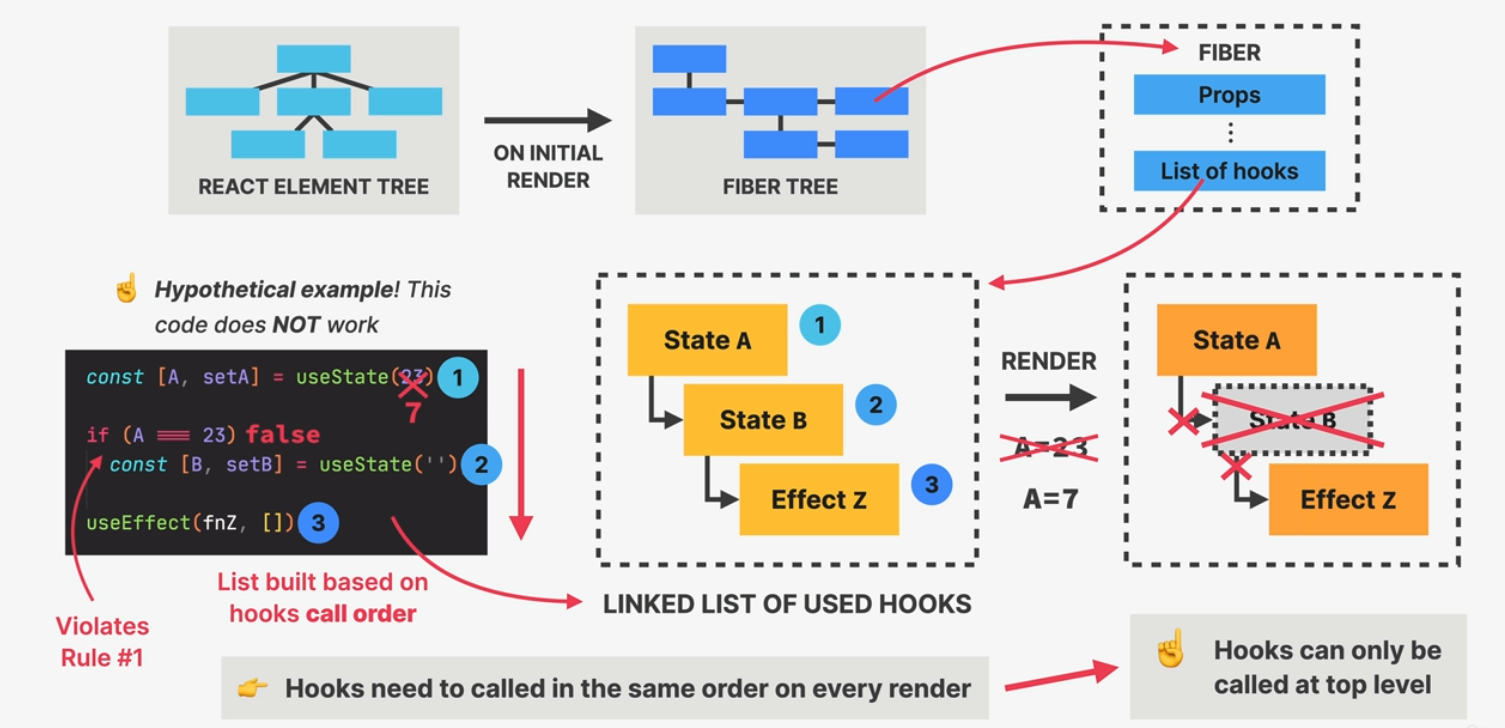 REACT ELEMENT TREE
ON INITIAL
RENDER
FIBER TREE
FIBER
Props
List of hooks
☝️ Hypothetical example! This
code does NOT work
const [A, setA] = useState(23) 1
7
if (A === 23) false
const [B, setB] = useState('') 2
useEffect(fnZ, []) 3
Violates
Rule #1
List built based on
hooks call order
State A 1
State B 2
Effect Z 3
LINKED LIST OF USED HOOKS
RENDER
A=23
A=7
State A
State B
Effect Z
👉 Hooks need to called in the same order on every render
☝️ Hooks can only be
called at top level